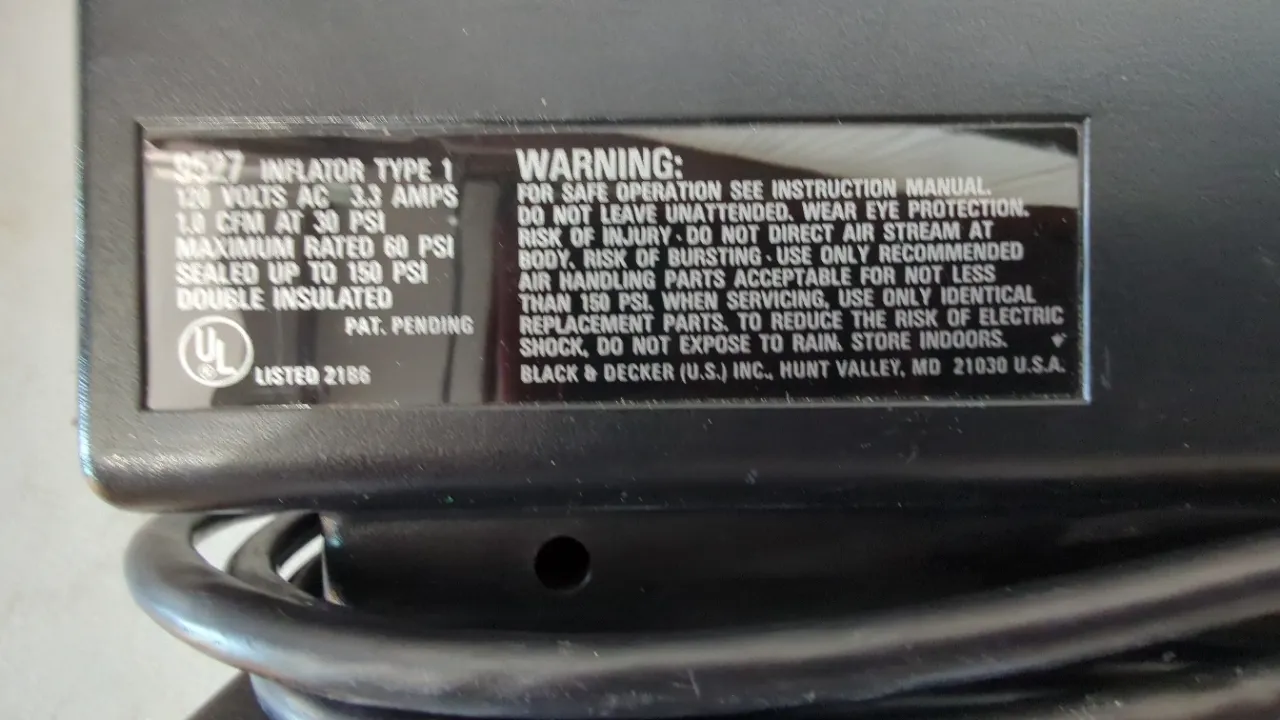 9527 INFLATOR TYPE 1
120 VOLTS AC 3.3 AMPS
1.0 CFM AT 30 PSI
MAXIMUM RATED 60 PSI
SEALED UP TO 150 PSI
DOUBLE INSULATED
PAT. PENDING
UL
®
LISTED 2186
WARNING:
FOR SAFE OPERATION SEE INSTRUCTION MANUAL.
DO NOT LEAVE UNATTENDED. WEAR EYE PROTECTION.
RISK OF INJURY · DO NOT DIRECT AIR STREAM AT
BODY. RISK OF BURSTING · USE ONLY RECOMMENDED
AIR HANDLING PARTS ACCEPTABLE FOR NOT LESS
THAN 150 PSI. WHEN SERVICING, USE ONLY IDENTICAL
REPLACEMENT PARTS. TO REDUCE THE RISK OF ELECTRIC
SHOCK, DO NOT EXPOSE TO RAIN. STORE INDOORS.
BLACK & DECKER (U.S.) INC., HUNT VALLEY, MD 21030 U.S.A.